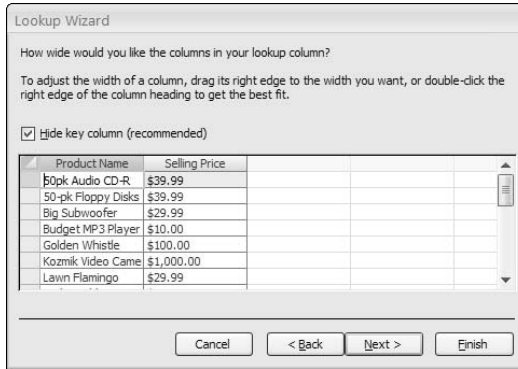 Lookup Wizard
How wide would you like the columns in your lookup column?
To adjust the width of a column, drag its right edge to the width you want, or double-click the
right edge of the column heading to get the best fit.
Hide key column (recommended)
Product Name Selling Price
50pk Audio CD-R $39.99
50-pk Floppy Disks $39.99
Big Subwoofer $29.99
Budget MP3 Player $10.00
Golden Whistle $100.00
Kozmik Video Came $1,000.00
Lawn Flamingo $29.99
Cancel < Back Next > Finish